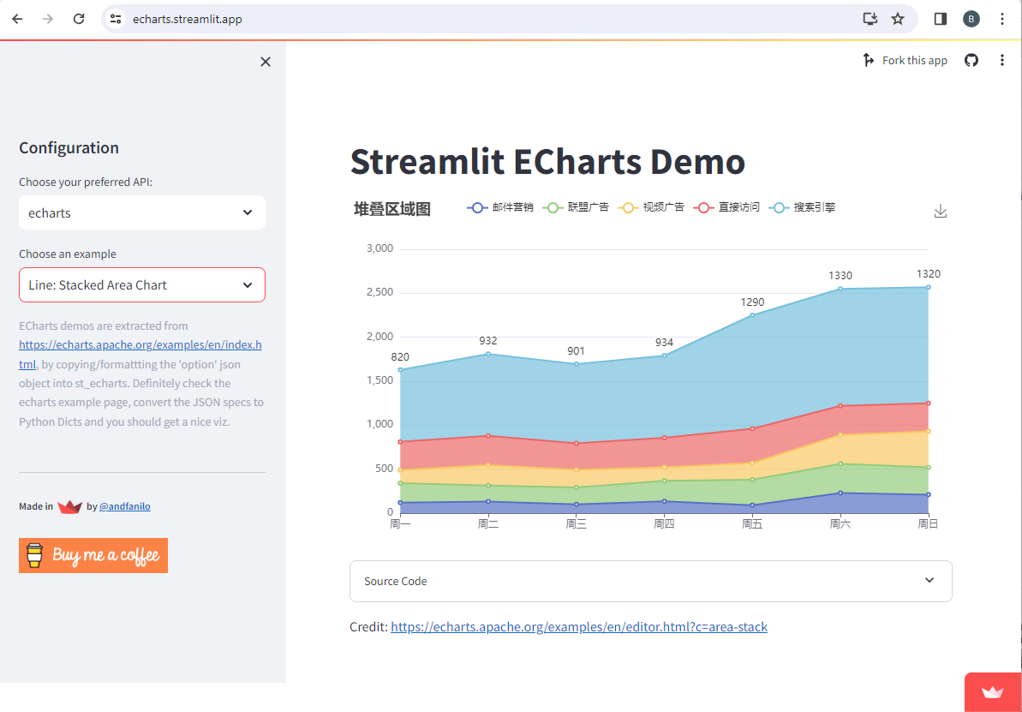 echarts.streamlit.app
B
Fork this app
Configuration
Choose your preferred API:
echarts
Choose an example
Line: Stacked Area Chart
ECharts demos are extracted from
https://echarts.apache.org/examples/en/index.h
tml, by copying/formattting the 'option' json
object into st_echarts. Definitely check the
echarts example page, convert the JSON specs to
Python Dicts and you should get a nice viz.
Made in by @andfanilo
Buy me a coffee
Streamlit ECharts Demo
堆叠区域图 邮件营销 联盟广告 视频广告 直接访问 搜索引擎
3,000
2,500
2,000
1,500
1,000
500
0
820 932 901 934 1290 1330 1320
周一 周二 周三 周四 周五 周六 周日
Source Code
Credit: https://echarts.apache.org/examples/en/editor.html?c=area-stack